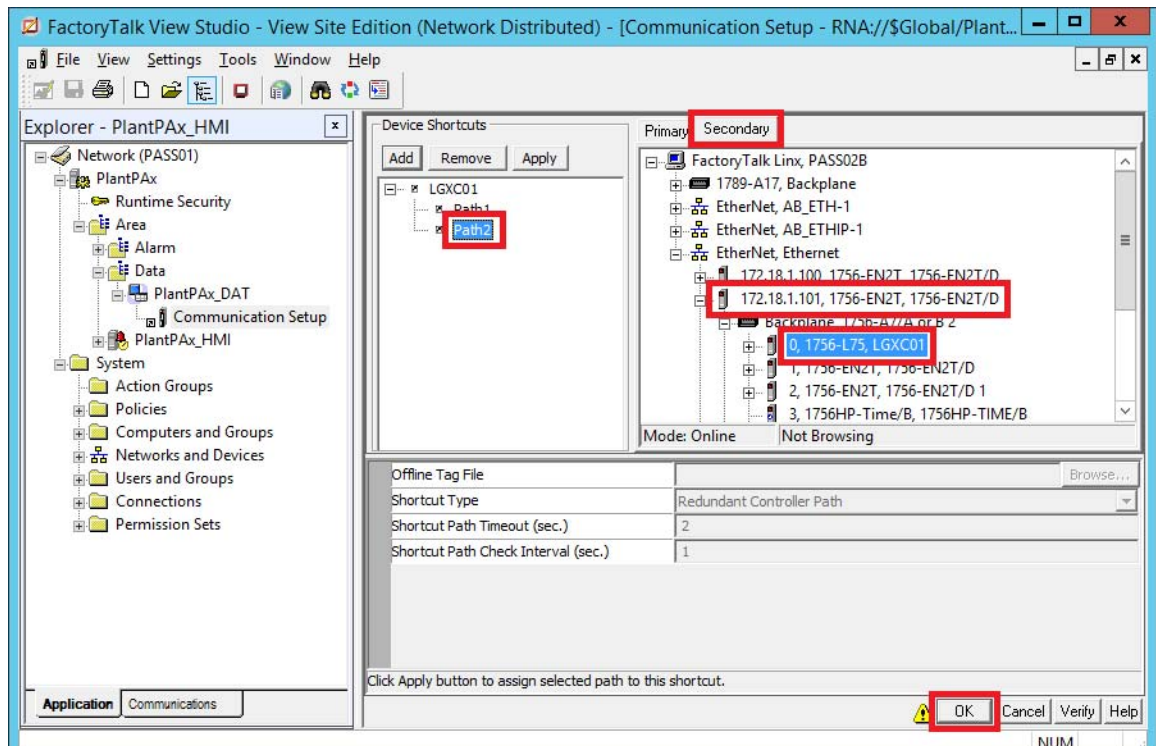 FactoryTalk View Studio - View Site Edition (Network Distributed) - [Communication Setup - RNA://$Global/Plant...
File View Settings Tools Window Help
Explorer - PlantPAx_HMI
Network (PASS01)
PlantPAx
Runtime Security
Area
Alarm
Data
PlantPAx_DAT
Communication Setup
PlantPAx_HMI
System
Action Groups
Policies
Computers and Groups
Networks and Devices
Users and Groups
Connections
Permission Sets
Application Communications
Device Shortcuts
Add Remove Apply
LGXC01
Path1
Path2
Primary Secondary
FactoryTalk Linx, PASS02B
1789-A17, Backplane
EtherNet, AB_ETH-1
EtherNet, AB_ETHIP-1
EtherNet, Ethernet
172.18.1.100, 1756-EN2T, 1756-EN2T/D
172.18.1.101, 1756-EN2T, 1756-EN2T/D
Backplane, 1756-A7/A or B 2
0, 1756-L75, LGXC01
1, 1756-EN2T, 1756-EN2T/D
2, 1756-EN2T, 1756-EN2T/D 1
3, 1756HP-Time/B, 1756HP-TIME/B
Mode: Online Not Browsing
Offline Tag File Browse...
Shortcut Type Redundant Controller Path
Shortcut Path Timeout (sec.) 2
Shortcut Path Check Interval (sec.) 1
Click Apply button to assign selected path to this shortcut.
OK Cancel Verify Help
NUM